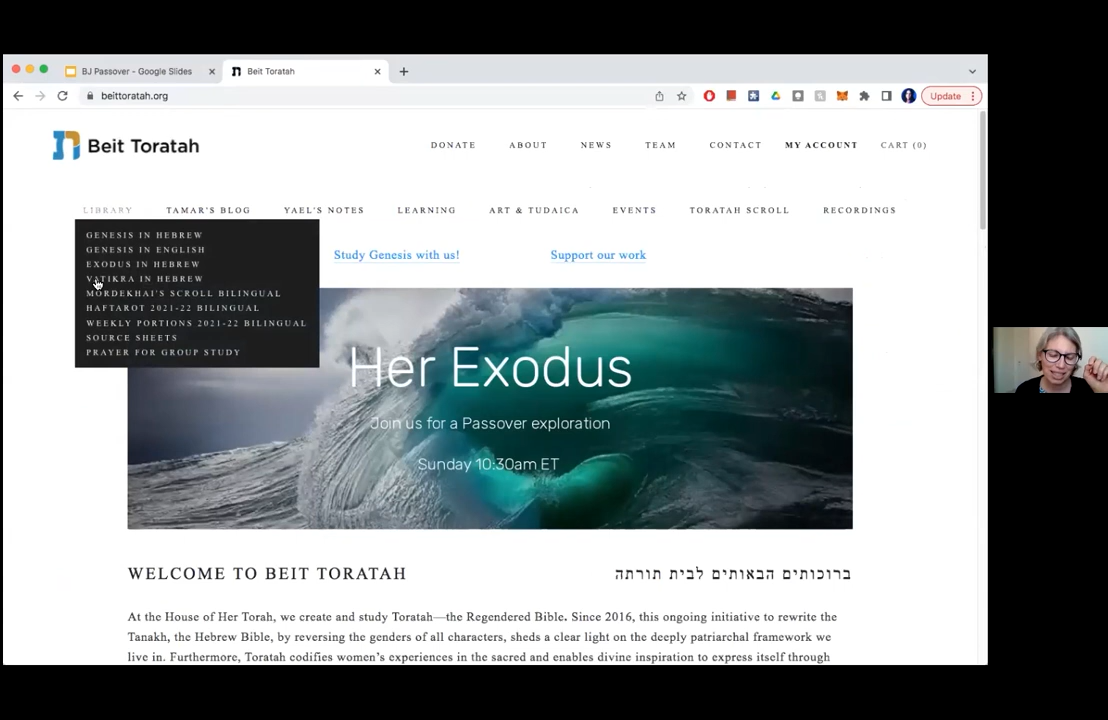 BJ Passover - Google Slides
Beit Toratah
beittoratah.org
Update
Beit Toratah
DONATE ABOUT NEWS TEAM CONTACT MY ACCOUNT CART (0)
LIBRARY TAMAR'S BLOG YAEL'S NOTES LEARNING ART & TUDAICA EVENTS TORATAH SCROLL RECORDINGS
GENESIS IN HEBREW
GENESIS IN ENGLISH
EXODUS IN HEBREW
VATIKRA IN HEBREW
MORDEKHAI'S SCROLL BILINGUAL
HAFTAROT 2021-22 BILINGUAL
WEEKLY PORTIONS 2021-22 BILINGUAL
SOURCE SHEETS
PRAYER FOR GROUP STUDY
Study Genesis with us! Support our work
Her Exodus
Join us for a Passover exploration
Sunday 10:30am ET
WELCOME TO BEIT TORATAH
ברוכותים הבאותים לבית תורתה
At the House of Her Torah, we create and study Toratah—the Regendered Bible. Since 2016, this ongoing initiative to rewrite the
Tanakh, the Hebrew Bible, by reversing the genders of all characters, sheds a clear light on the deeply patriarchal framework we
live in. Furthermore, Toratah codifies women's experiences in the sacred and enables divine inspiration to express itself through